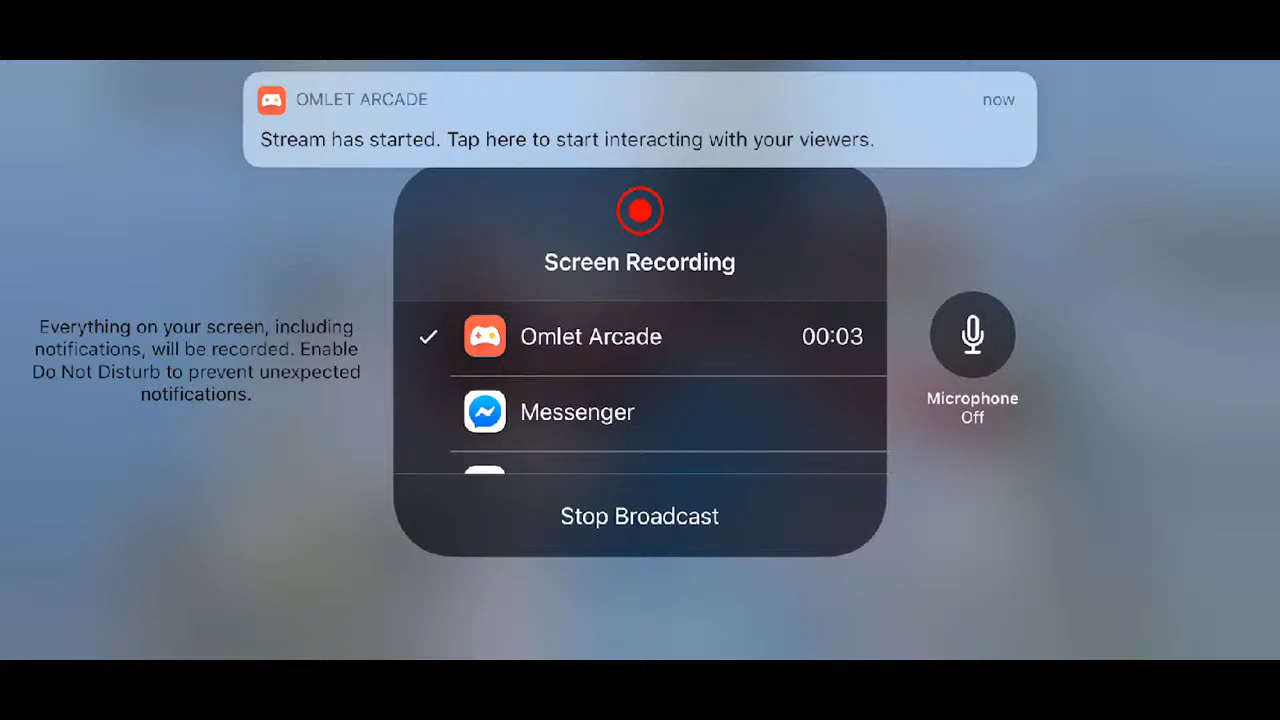 OMLET ARCADE now
Stream has started. Tap here to start interacting with your viewers.
Screen Recording
Everything on your screen, including
notifications, will be recorded. Enable
Do Not Disturb to prevent unexpected
notifications.
Omlet Arcade 00:03
Messenger
Microphone
Off
Stop Broadcast